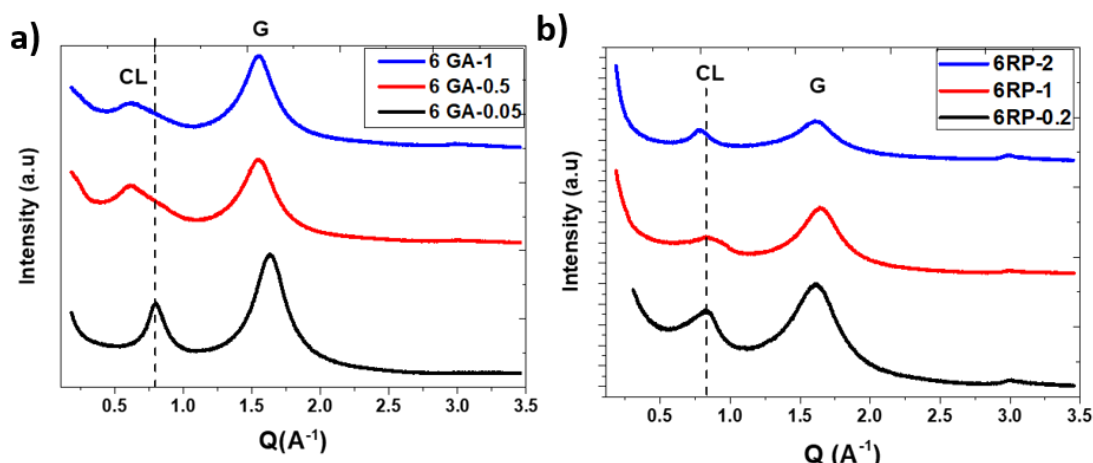 a)
G
CL
6 GA-1
6 GA-0.5
6 GA-0.05
Intensity (a.u)
0.5 1.0 1.5 2.0 2.5 3.0 3.5
Q(A⁻¹)
b)
CL
G
6RP-2
6RP-1
6RP-0.2
Intensity (a.u)
0.5 1.0 1.5 2.0 2.5 3.0 3.5
Q (A⁻¹)